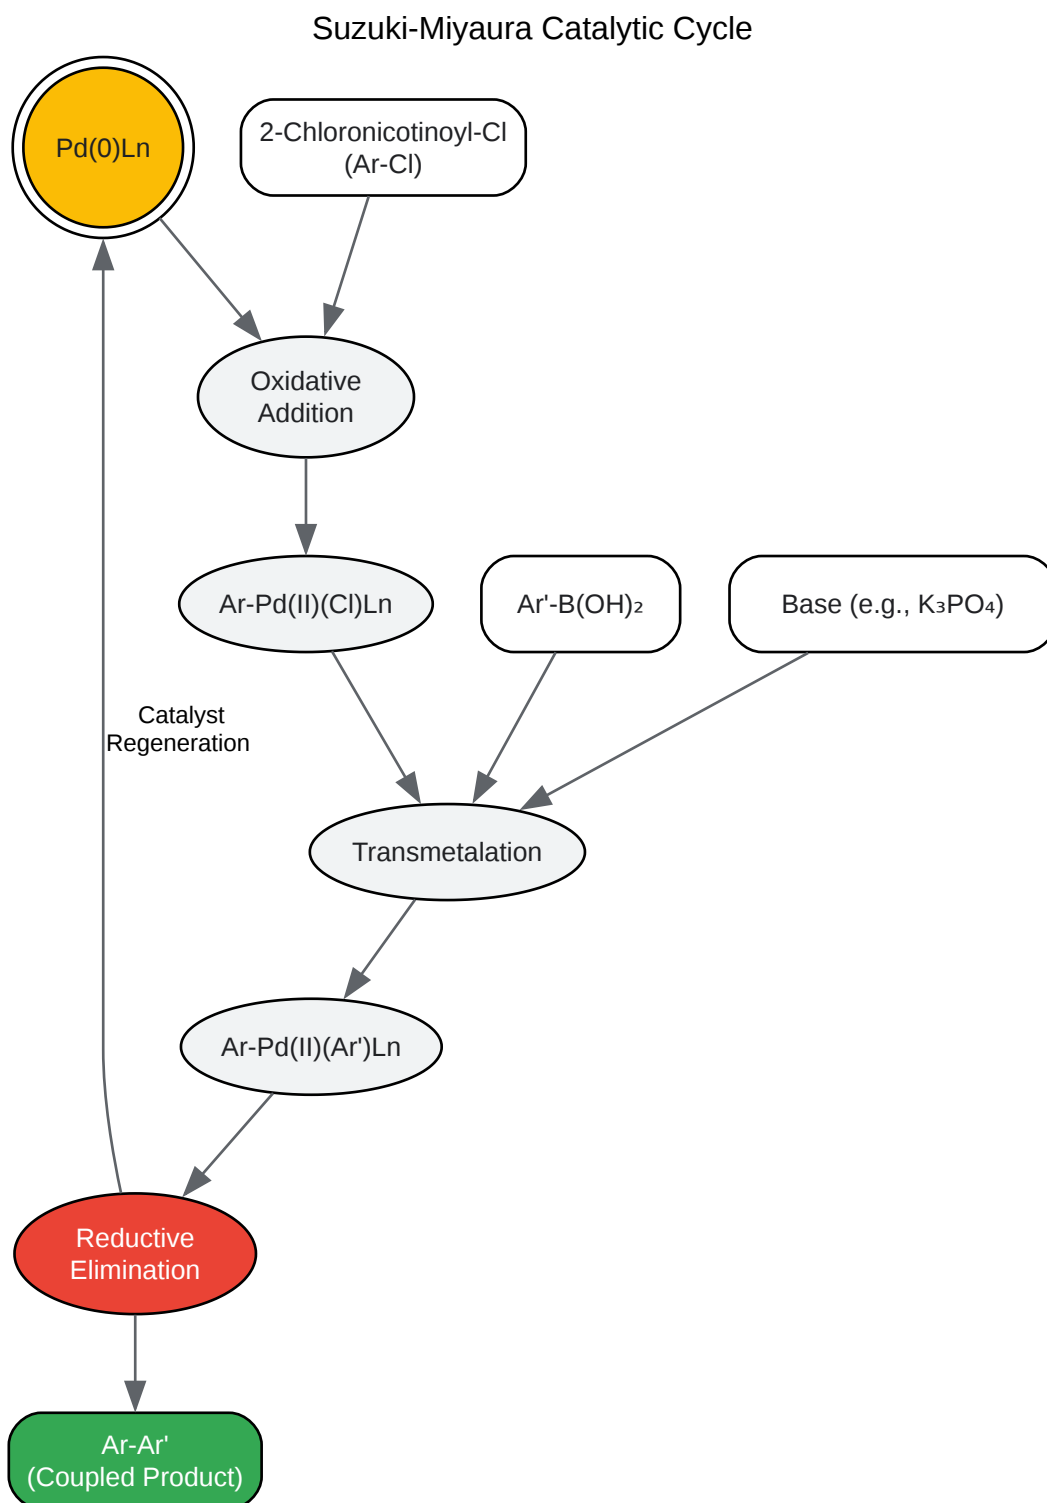 Suzuki-Miyaura Catalytic Cycle
Pd(0)Ln
2-Chloronicotinoyl-Cl
(Ar-Cl)
Oxidative
Addition
Ar-Pd(II)(Cl)Ln
Ar'-B(OH)₂
Base (e.g., K₃PO₄)
Catalyst
Regeneration
Transmetalation
Ar-Pd(II)(Ar')Ln
Reductive
Elimination
Ar-Ar'
(Coupled Product)